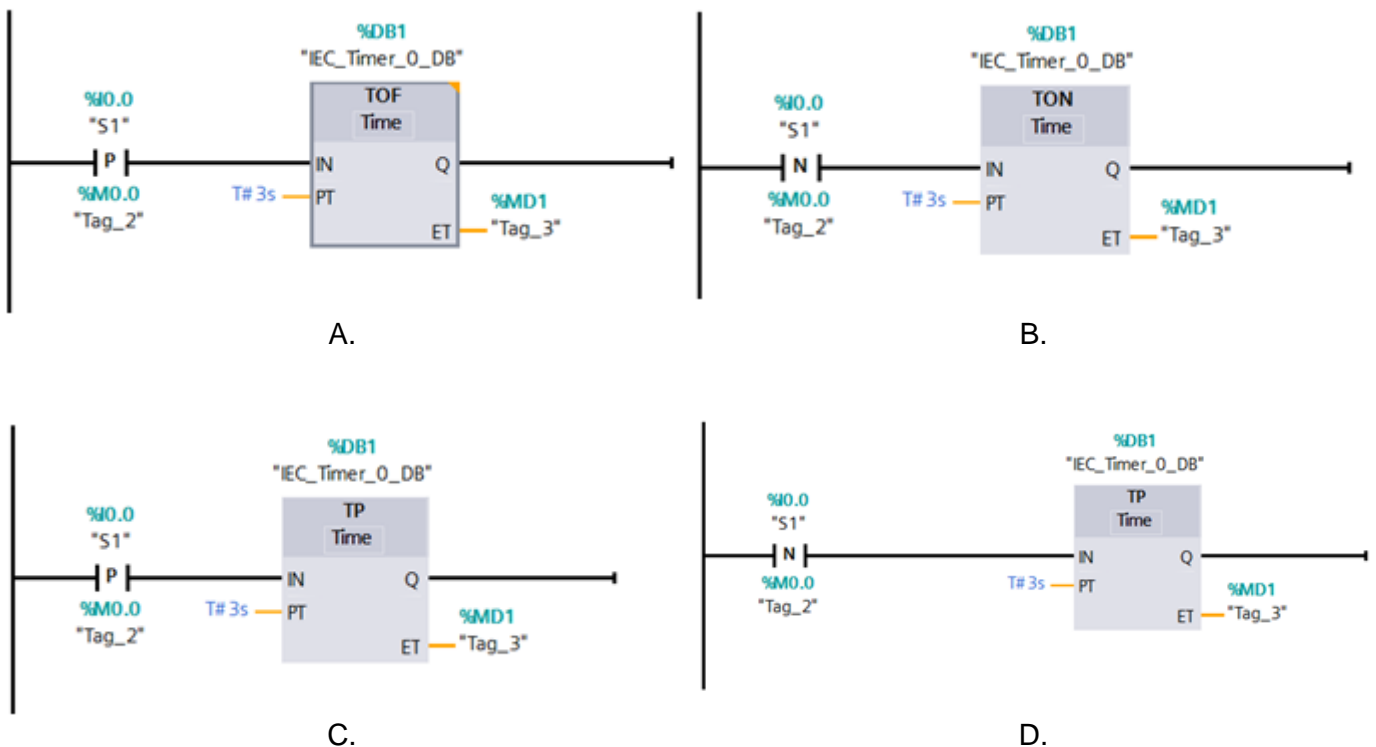 %DB1
"IEC_Timer_0_DB"
TOF
Time
%I0.0
"S1"
P
IN
Q
%M0.0
"Tag_2"
T# 3s
PT
%MD1
"Tag_3"
ET
A.
%DB1
"IEC_Timer_0_DB"
TON
Time
%I0.0
"S1"
N
IN
Q
%M0.0
"Tag_2"
T# 3s
PT
%MD1
"Tag_3"
ET
B.
%DB1
"IEC_Timer_0_DB"
TP
Time
%I0.0
"S1"
P
IN
Q
%M0.0
"Tag_2"
T# 3s
PT
%MD1
"Tag_3"
ET
C.
%DB1
"IEC_Timer_0_DB"
TP
Time
%I0.0
"S1"
N
IN
Q
%M0.0
"Tag_2"
T# 3s
PT
%MD1
"Tag_3"
ET
D.